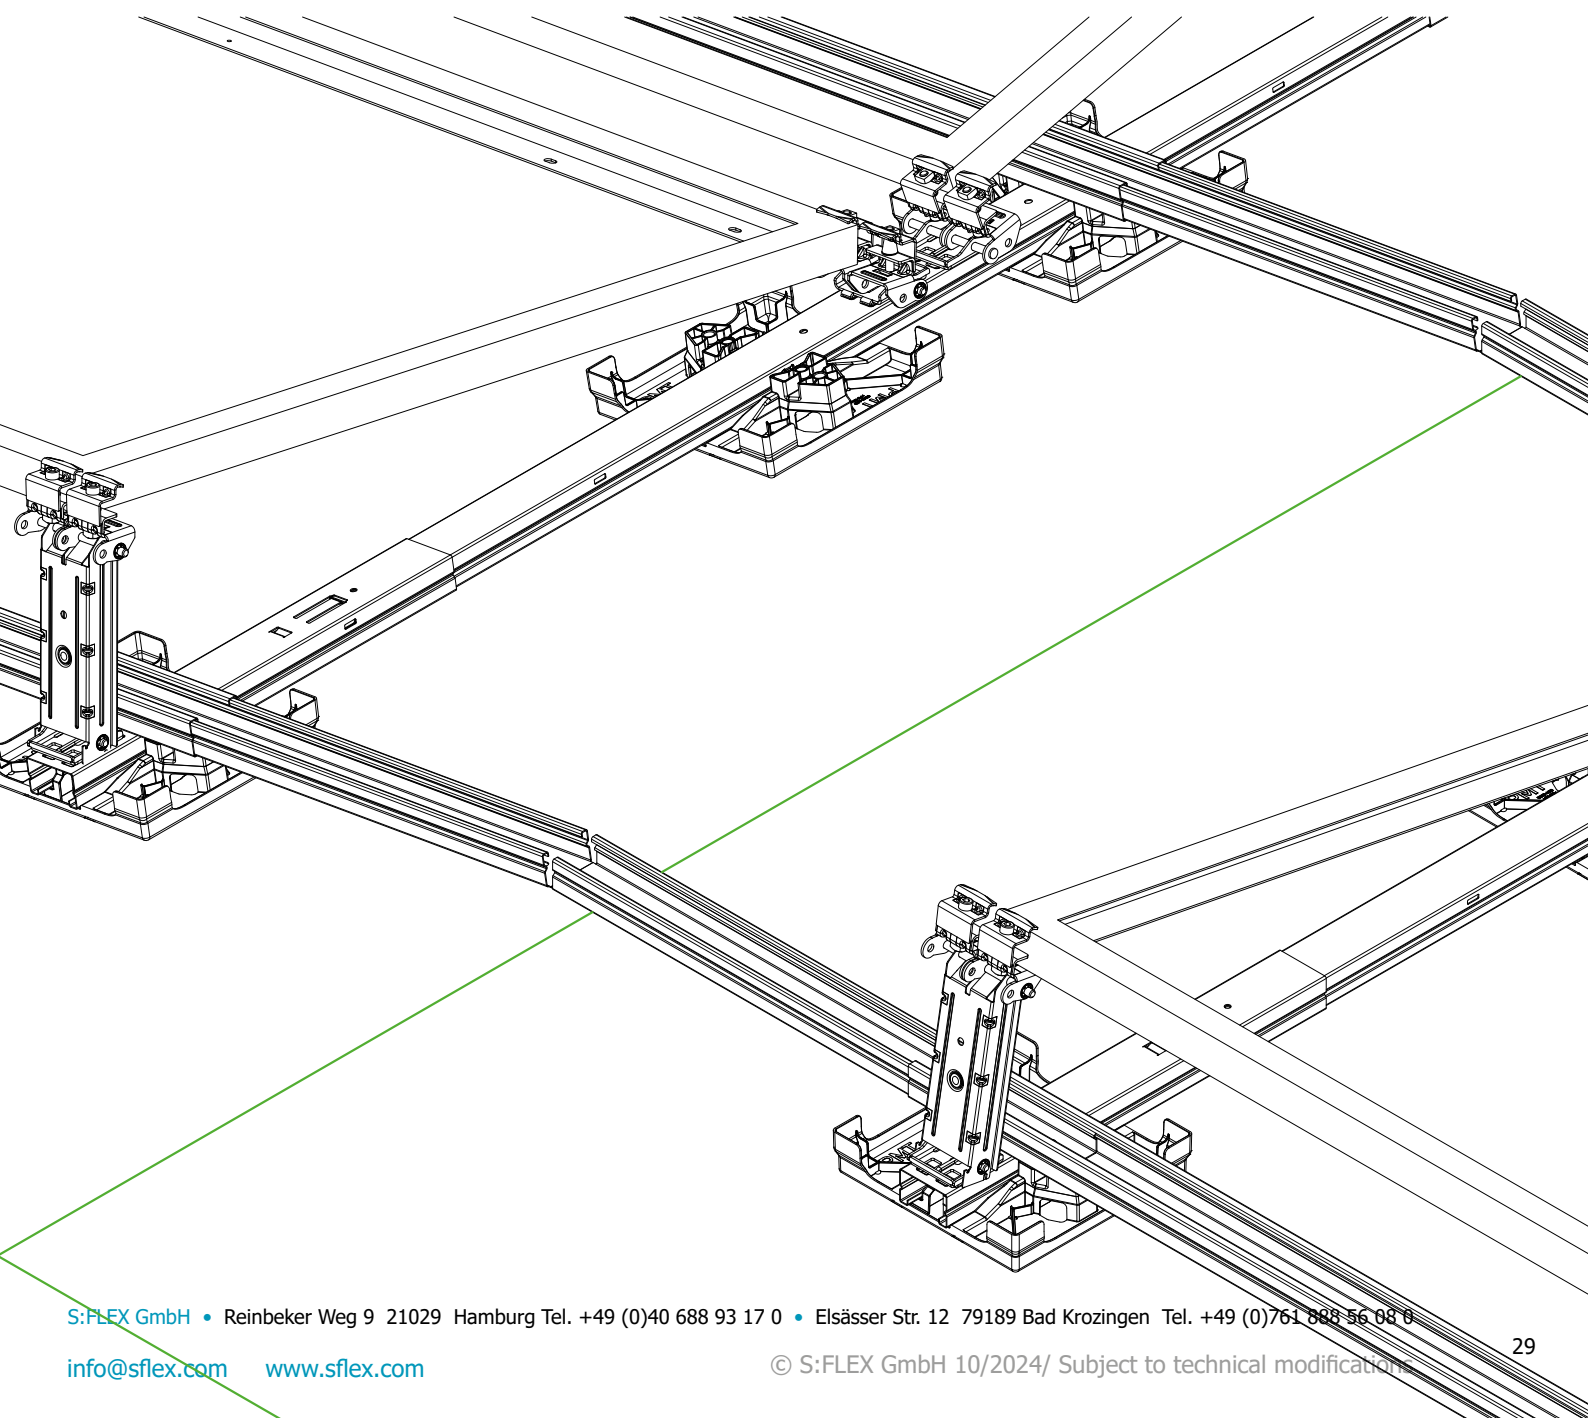 S:FLEX GmbH • Reinbeker Weg 9 21029 Hamburg Tel. +49 (0)40 688 93 17 0 • Elsässer Str. 12 79189 Bad Krozingen Tel. +49 (0)761 888 56 08 0
29
info@sflex.com www.sflex.com
© S:FLEX GmbH 10/2024/ Subject to technical modifications